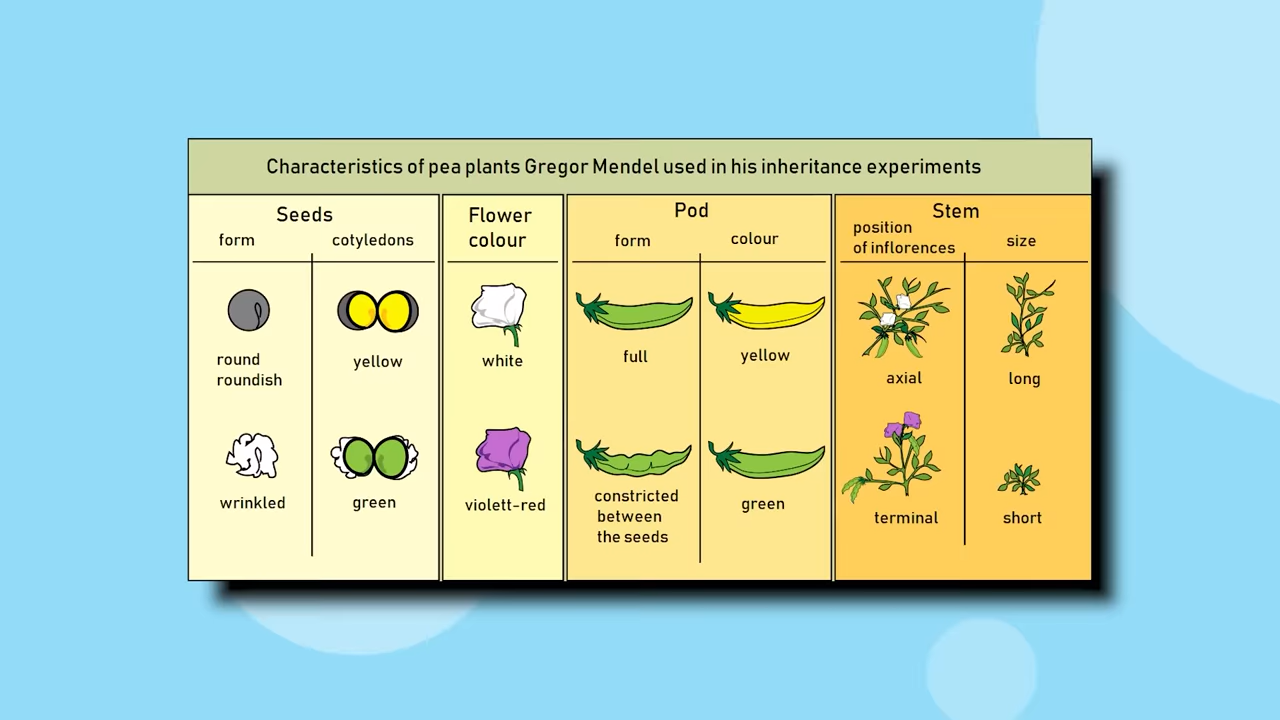 Characteristics of pea plants Gregor Mendel used in his inheritance experiments
Seeds
form
cotyledons
round
roundish
yellow
wrinkled
green
Flower
colour
white
violett-red
Pod
form
colour
full
yellow
constricted
between
the seeds
green
Stem
position
of inflorences
size
axial
long
terminal
short